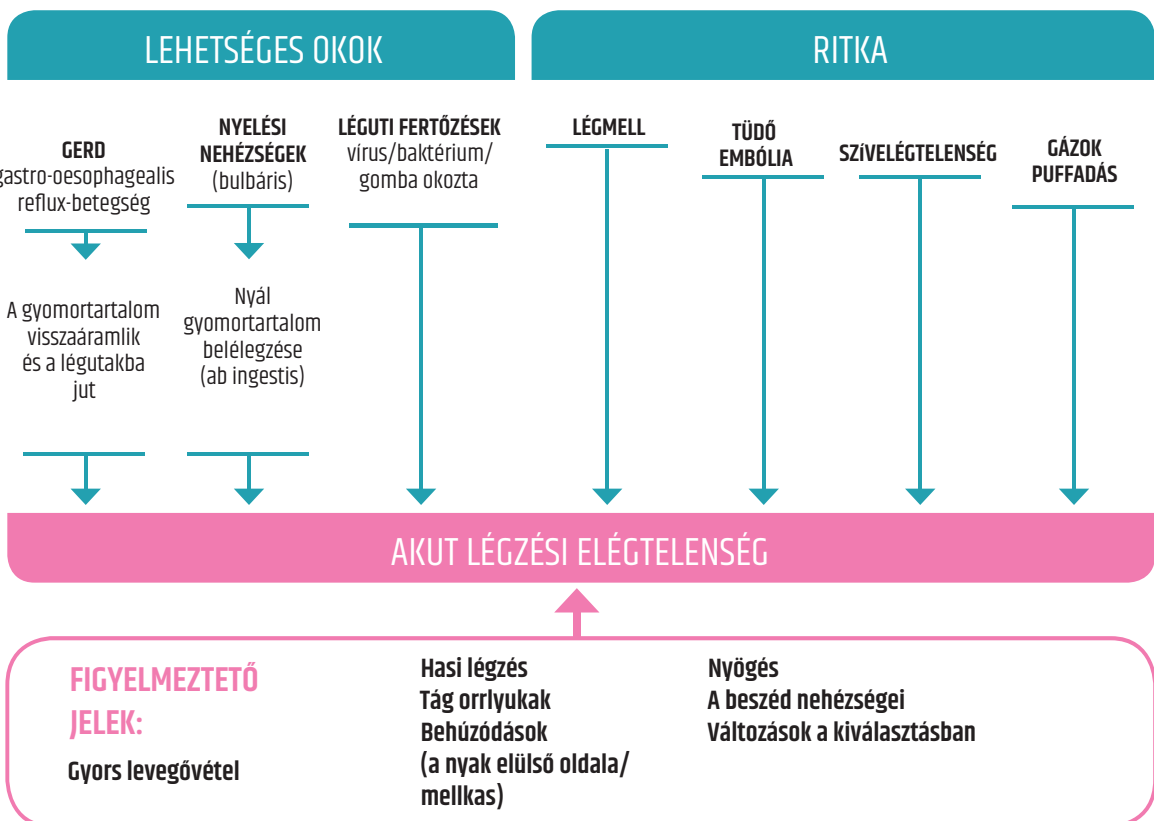 LEHETSÉGES OKOK
RITKA
GERD
gastro-oesophagealis
reflux-betegség
NYELÉSI
NEHÉZSÉGEK
(bulbáris)
LÉGUTI FERTŐZÉSEK
vírus/baktérium/
gomba okozta
LÉGMELL
TÜDŐ
EMBÓLIA
SZíVELÉGTELENSÉG
GÁZOK
PUFFADÁS
A gyomortartalom
visszaáramlik
és a légutakba
jut
Nyál
gyomortartalom
belélegzése
(ab ingestis)
AKUT LÉGZÉSI ELÉGTELENSÉG
FIGYELMEZTETŐ
JELEK:
Gyors levegővétel
Hasi légzés
Tág orrlyukak
Behúzódások
(a nyak elülső oldala/
mellkas)
Nyögés
A beszéd nehézségei
Változások a kiválasztásban